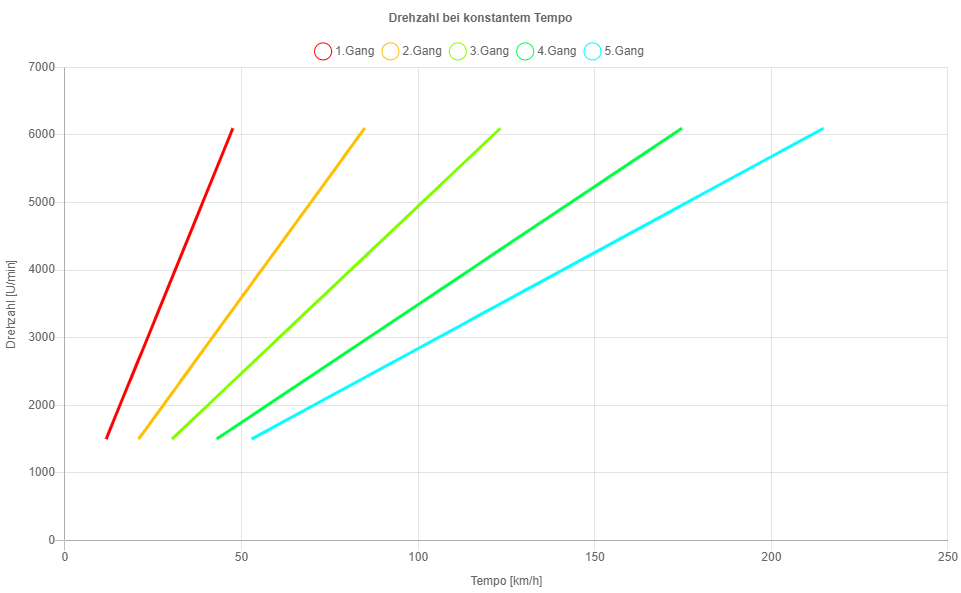 Drehzahl bei konstantem Tempo
1.Gang 2.Gang 3.Gang 4.Gang 5.Gang
7000
6000
5000
4000
3000
2000
1000
0
Drehzahl [U/min]
0 50 100 150 200 250
Tempo [km/h]